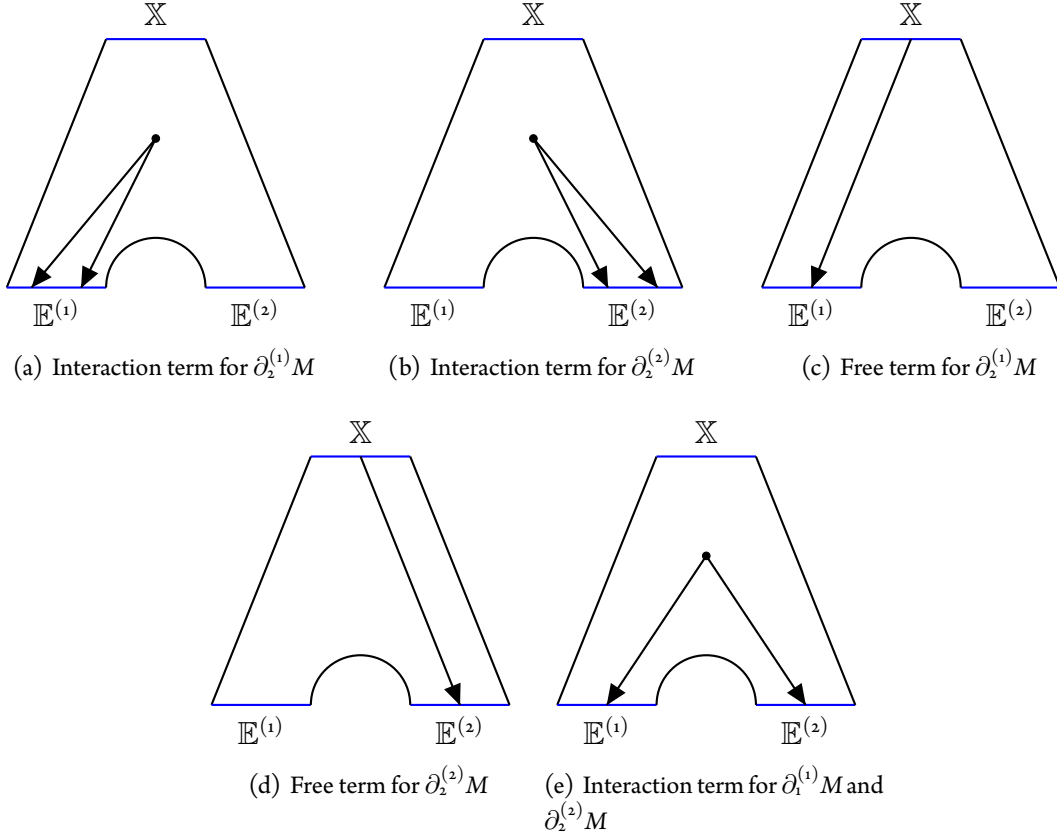 𝕏 𝕏 𝕏
𝔼⁽¹⁾ 𝔼⁽²⁾ 𝔼⁽¹⁾ 𝔼⁽²⁾ 𝔼⁽¹⁾ 𝔼⁽²⁾
(a) Interaction term for ∂₂⁽¹⁾M (b) Interaction term for ∂₂⁽²⁾M (c) Free term for ∂₂⁽¹⁾M
𝕏 𝕏
𝔼⁽¹⁾ 𝔼⁽²⁾ 𝔼⁽¹⁾ 𝔼⁽²⁾
(d) Free term for ∂₂⁽²⁾M (e) Interaction term for ∂₁⁽¹⁾M and
∂₂⁽²⁾M